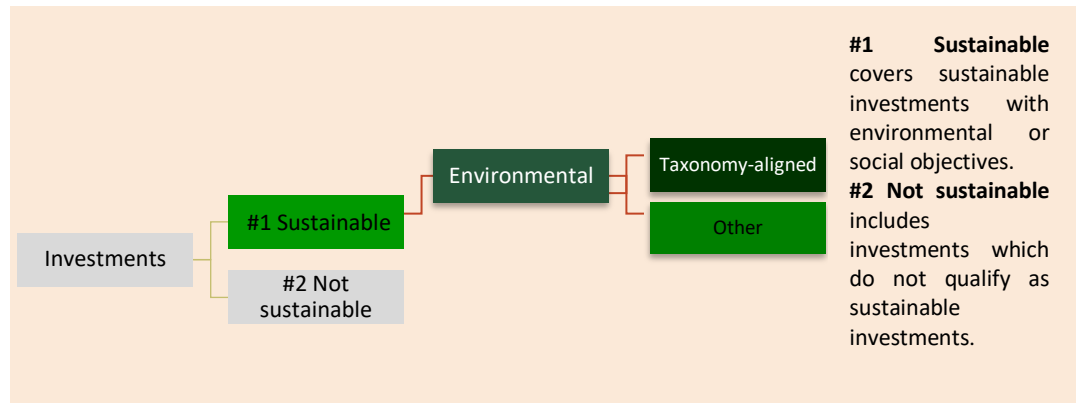 Investments
#1 Sustainable
#2 Not
sustainable
Environmental
Taxonomy-aligned
Other
#1 Sustainable
covers sustainable
investments with
environmental or
social objectives.
#2 Not sustainable
includes
investments which
do not qualify as
sustainable
investments.